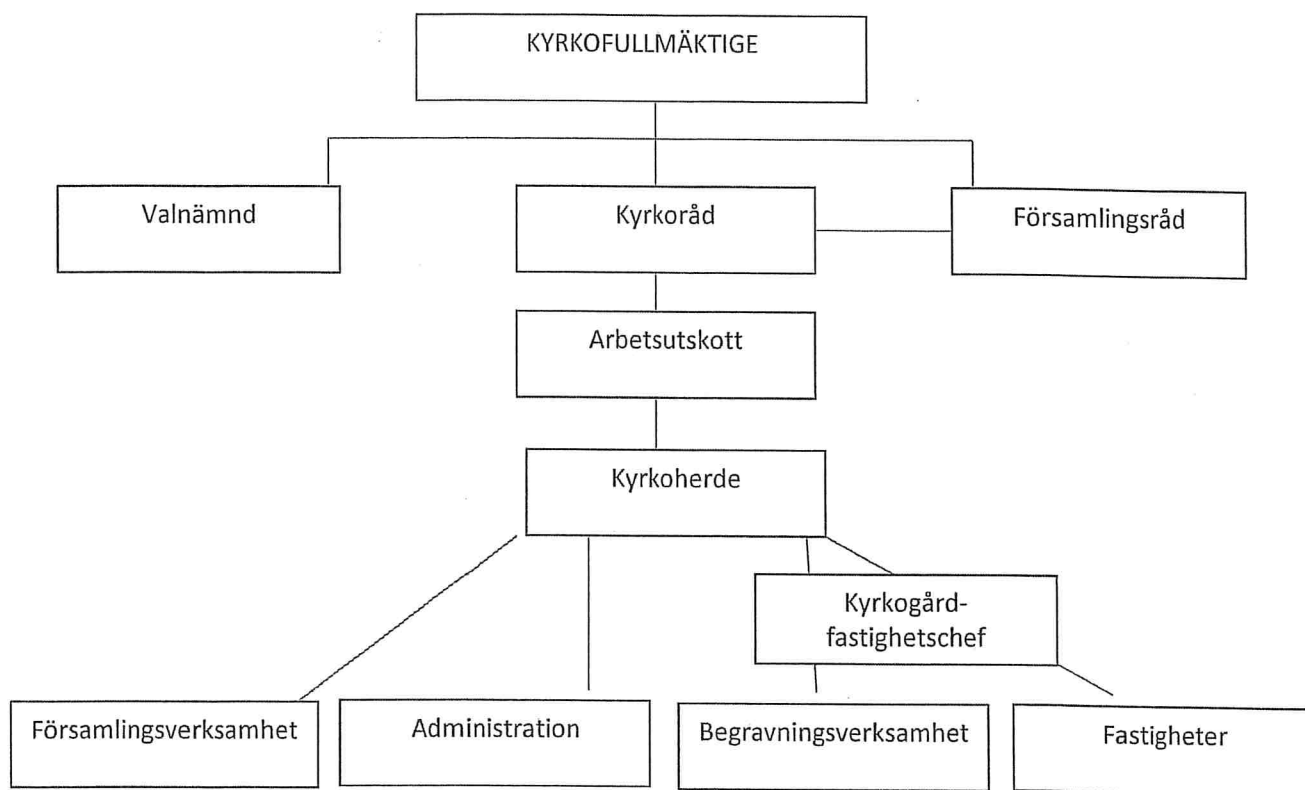 KYRKOFULLMÄKTIGE
Valnämnd
Kyrkoråd
Församlingsråd
Arbetsutskott
Kyrkoherde
Kyrkogård-
fastighetschef
Församlingsverksamhet
Administration
Begravningsverksamhet
Fastigheter